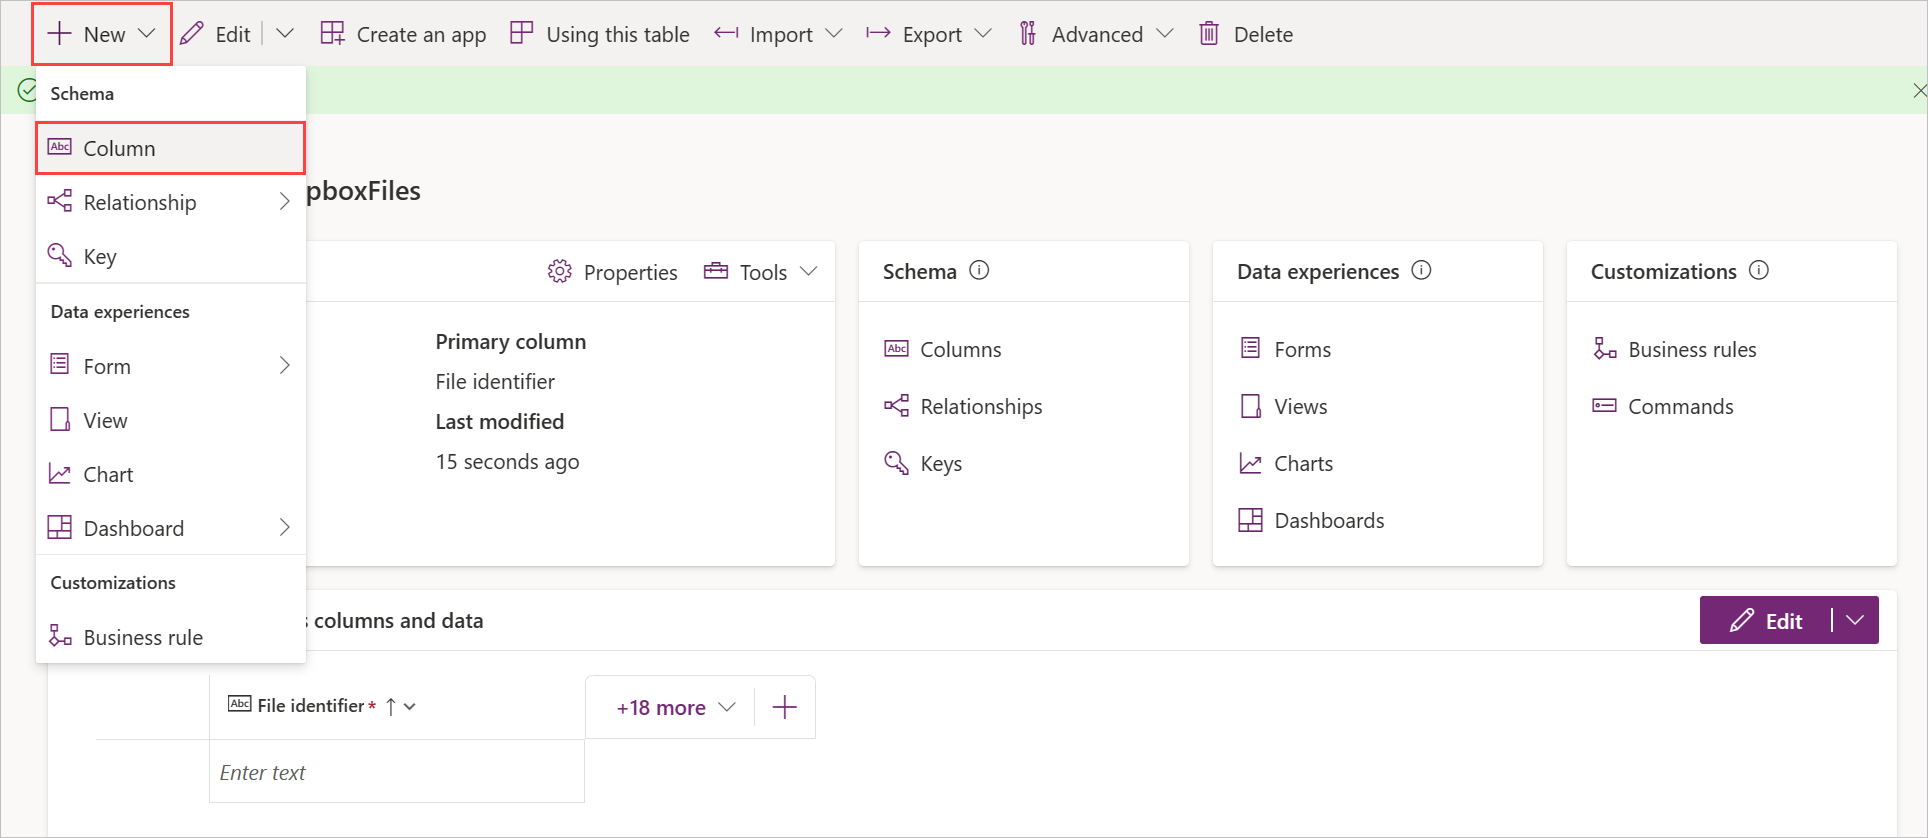 New Edit Create an app Using this table Import Export Advanced Delete
Schema
Abc Column
Relationship
Key
Data experiences
Form
View
Chart
Dashboard
Customizations
Business rule
pboxFiles
Properties Tools
Primary column
File identifier
Last modified
15 seconds ago
Schema
Abc Columns
Relationships
Keys
Data experiences
Forms
Views
Charts
Dashboards
Customizations
Business rules
Commands
s columns and data
Edit
Abc File identifier * ↑
+18 more
Enter text